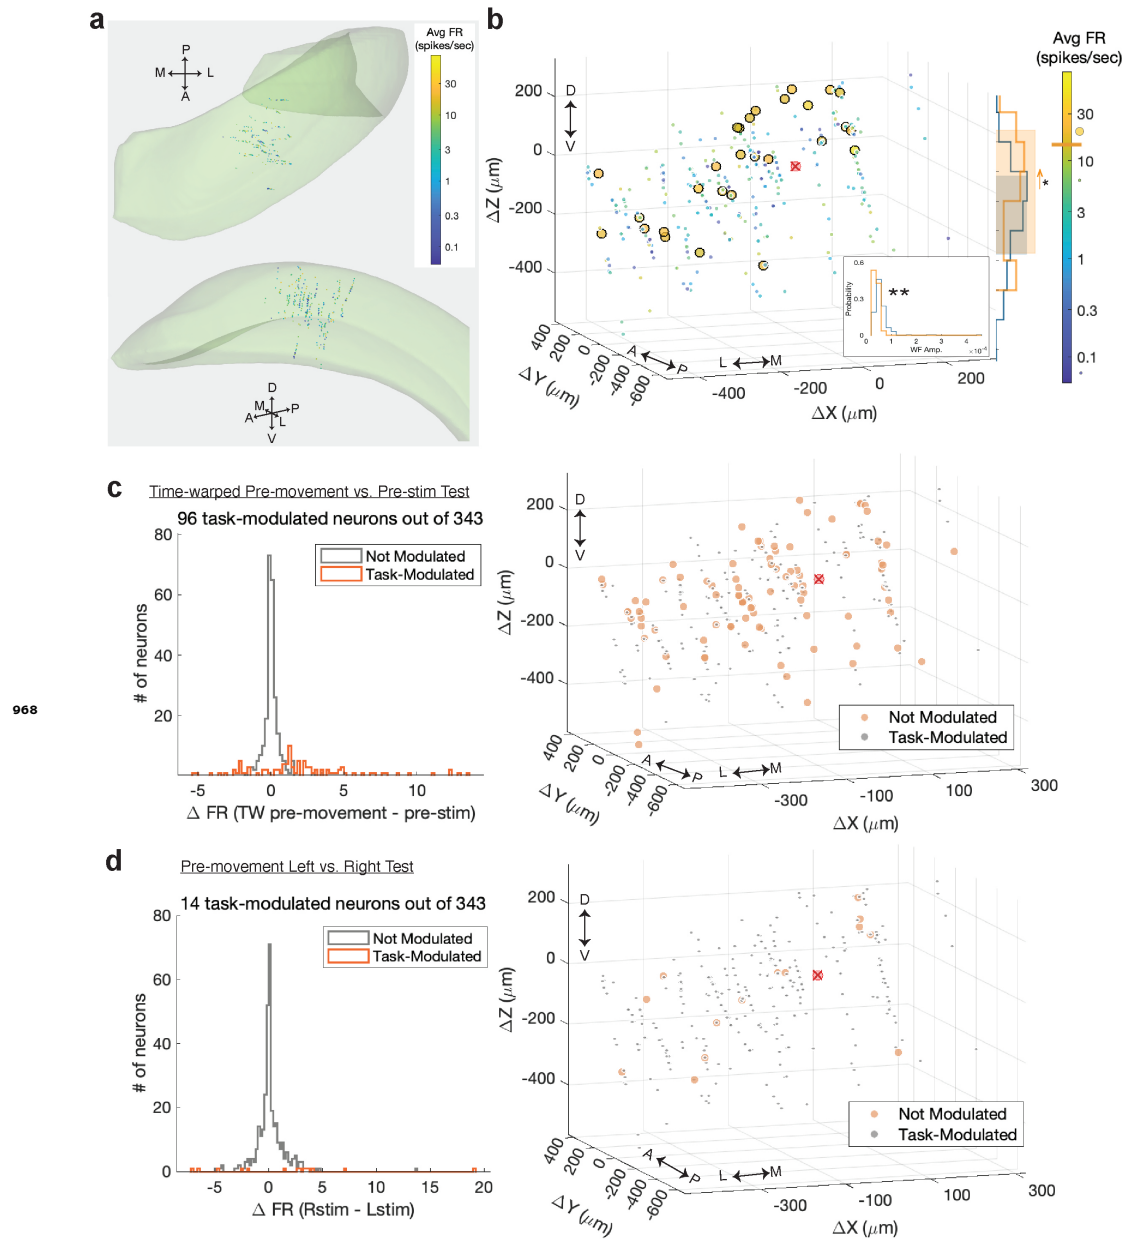 a
Avg FR
(spikes/sec)
30
10
3
1
0.3
0.1
P
M L
A
D
M P
A L
V
b
Avg FR
(spikes/sec)
30
10
3
1
0.3
0.1
*
200
0
-200
-400
ΔZ (μm)
D
V
400
200
0
-200
-400
-600
ΔY (μm)
A
P
L M
-400
-200
0
200
ΔX (μm)
0.6
0.3
0
Probability
**
0 1 2 3 4
×10⁻⁴
WF Amp.
c
Time-warped Pre-movement vs. Pre-stim Test
96 task-modulated neurons out of 343
80
60
40
20
# of neurons
Not Modulated
Task-Modulated
-5 0 5 10
Δ FR (TW pre-movement - pre-stim)
200
0
-200
-400
ΔZ (μm)
D
V
Not Modulated
Task-Modulated
400
200
0
-200
-400
-600
ΔY (μm)
A
P
L M
-300
-100
100
300
ΔX (μm)
968
d
Pre-movement Left vs. Right Test
14 task-modulated neurons out of 343
80
60
40
20
0
# of neurons
Not Modulated
Task-Modulated
-5 0 5 10 15 20
Δ FR (Rstim - Lstim)
200
0
-200
-400
ΔZ (μm)
D
V
Not Modulated
Task-Modulated
400
200
0
-200
-400
-600
ΔY (μm)
A
P
L M
-300
-100
100
300
ΔX (μm)